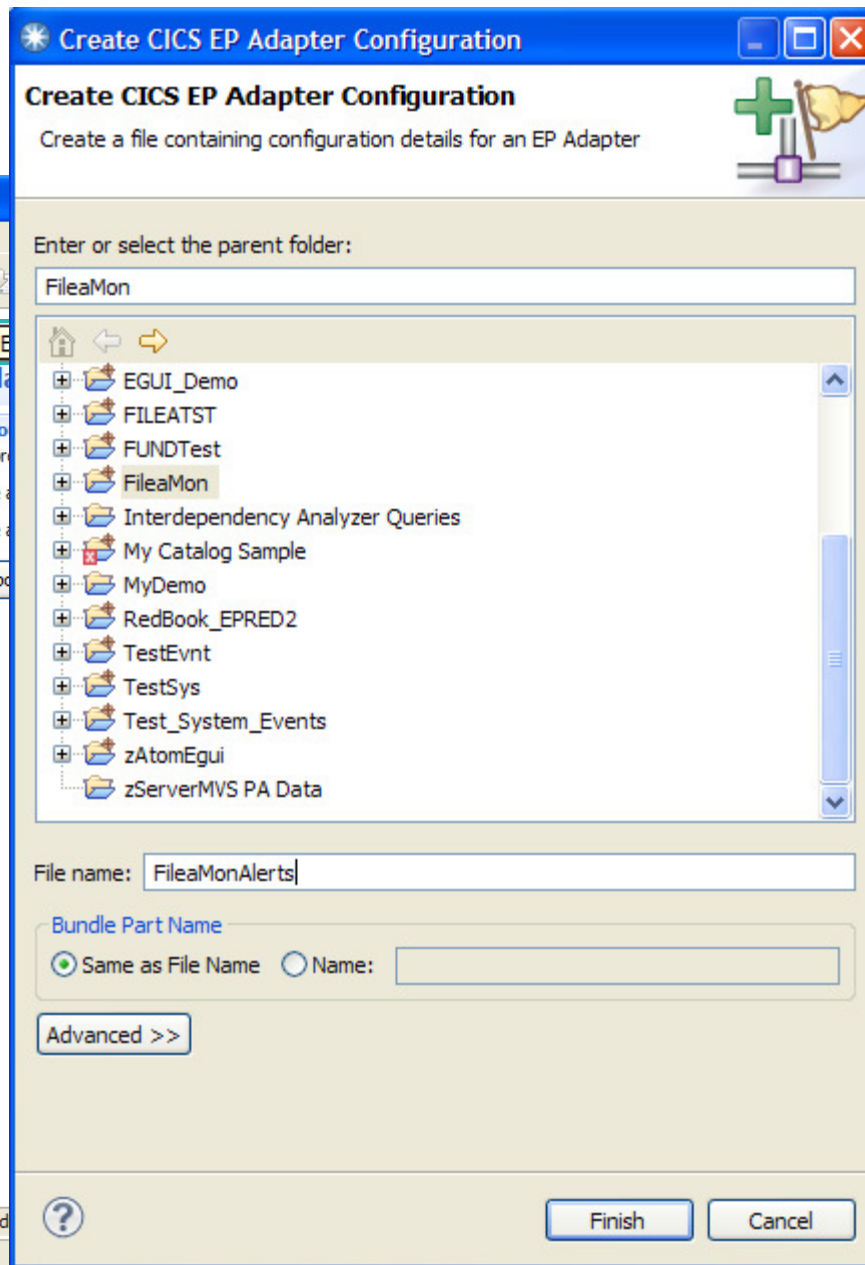 Create CICS EP Adapter Configuration
Create CICS EP Adapter Configuration
Create a file containing configuration details for an EP Adapter
Enter or select the parent folder:
FileaMon
EGUI_Demo
FILEATST
FUNDTest
FileaMon
Interdependency Analyzer Queries
My Catalog Sample
MyDemo
RedBook_EPRED2
TestEvnt
TestSys
Test_System_Events
zAtomEgui
zServerMVS PA Data
File name: FileaMonAlerts
Bundle Part Name
Same as File Name Name:
Advanced >>
? Finish Cancel